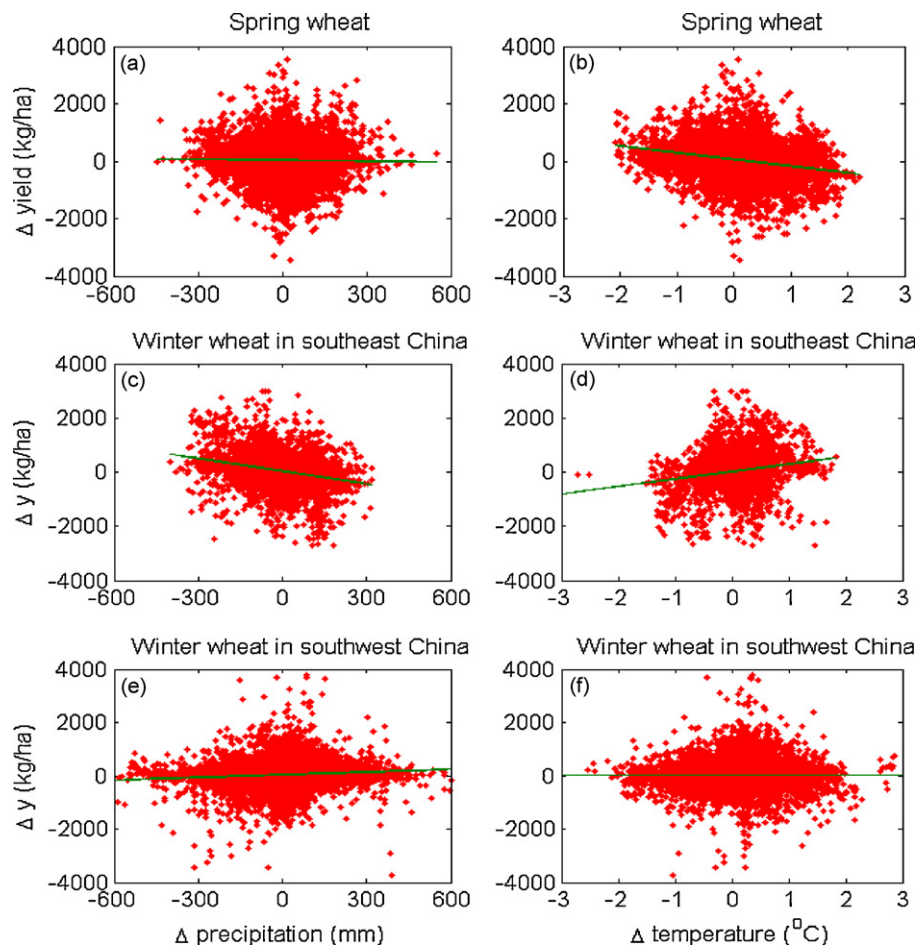 Spring wheat
Spring wheat
(a)
4000
2000
0
-2000
-4000
Δ yield (kg/ha)
-600 -300 0 300 600
(b)
4000
2000
0
-2000
-4000
-3 -2 -1 0 1 2 3
Winter wheat in southeast China
Winter wheat in southeast China
(c)
4000
2000
0
-2000
-4000
Δ y (kg/ha)
-600 -300 0 300 600
(d)
4000
2000
0
-2000
-4000
-3 -2 -1 0 1 2 3
Winter wheat in southwest China
Winter wheat in southwest China
(e)
4000
2000
0
-2000
-4000
Δ y (kg/ha)
-600 -300 0 300 600
Δ precipitation (mm)
(f)
4000
2000
0
-2000
-4000
-3 -2 -1 0 1 2 3
Δ temperature (°C)